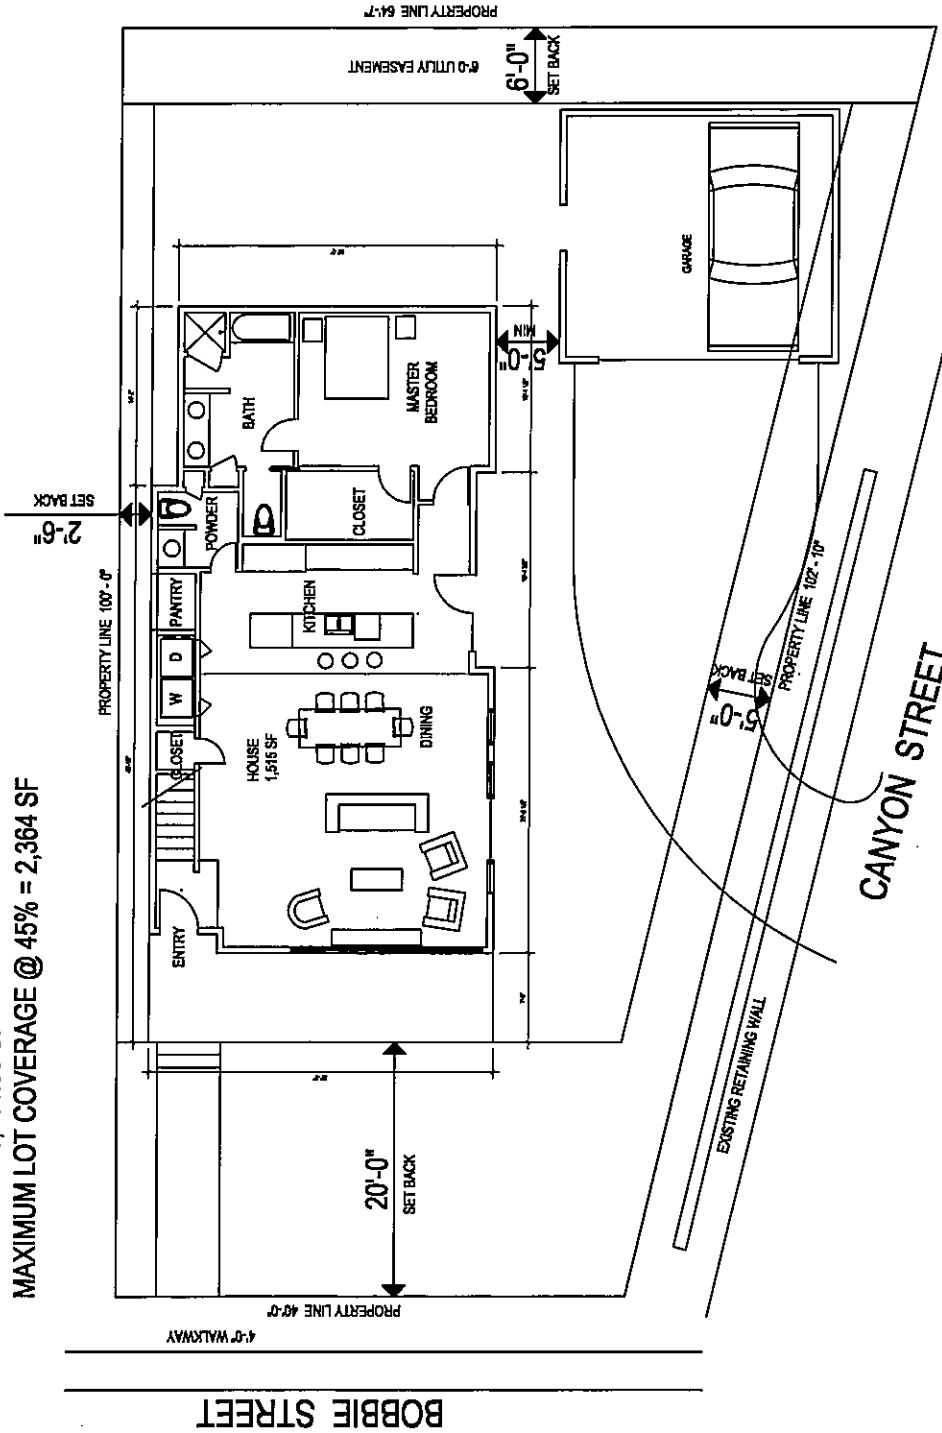 MAXIMUM LOT COVERAGE @ 45% = 2,364 SF
PROPERTY LINE 64'-7"
6'-0 UTILIY EASEMENT
6'-0"
SET BACK
2'-6"
SET BACK
PROPERTY LINE 100'-0"
BATH
MASTER
BEDROOM
5'-0"
MIN
GARAGE
POWDER
CLOSET
PANTRY
KITCHEN
D
W
CLOSET
HOUSE
1,515 SF
DINING
ENTRY
5'-0"
SET BACK
PROPERTY LINE 102' - 10"
CANYON STREET
EXISTING RETAINING WALL
20'-0"
SET BACK
PROPERTY LINE 40'-0"
4'-0" WALKWAY
BOBBIE STREET